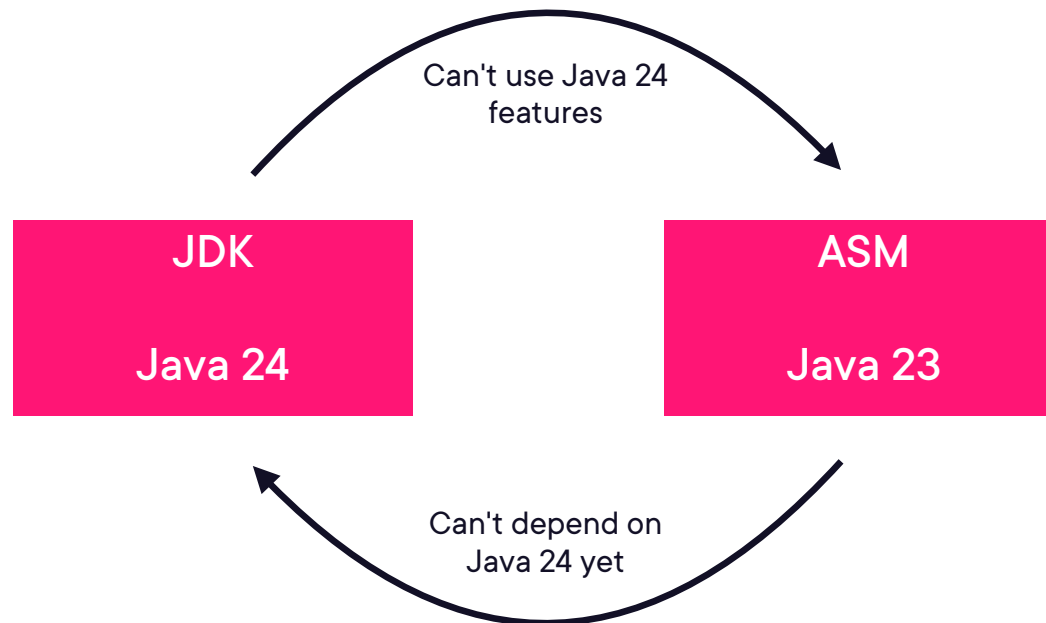 Can't use Java 24
features
JDK
ASM
Java 24
Java 23
Can't depend on
Java 24 yet